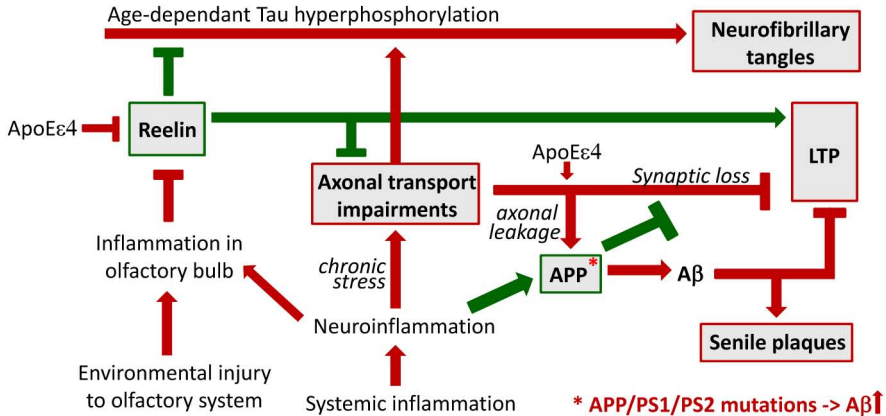 Age-dependant Tau hyperphosphorylation
Neurofibrillary
tangles
ApoEε4
Reelin
LTP
ApoEε4
Axonal transport
impairments
Synaptic loss
axonal
leakage
Inflammation in
olfactory bulb
chronic
stress
APP*
Aβ
Neuroinflammation
Senile plaques
Environmental injury
to olfactory system
Systemic inflammation
* APP/PS1/PS2 mutations -> Aβ⬆